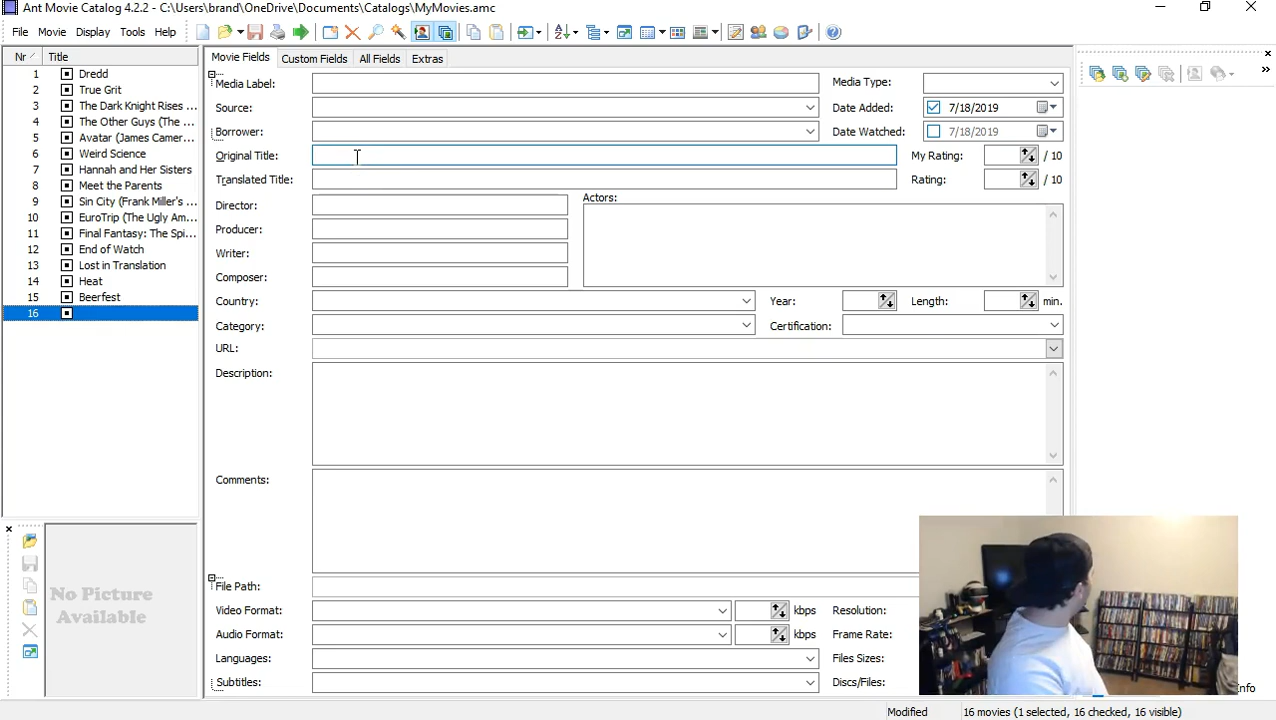 Ant Movie Catalog 4.2.2 - C:\Users\brand\OneDrive\Documents\Catalogs\MyMovies.amc
File Movie Display Tools Help
Nr Title
1 Dredd
2 True Grit
3 The Dark Knight Rises ...
4 The Other Guys (The ...
5 Avatar (James Camer...
6 Weird Science
7 Hannah and Her Sisters
8 Meet the Parents
9 Sin City (Frank Miller's ...
10 EuroTrip (The Ugly Am...
11 Final Fantasy: The Spi...
12 End of Watch
13 Lost in Translation
14 Heat
15 Beerfest
16
No Picture
Available
Movie Fields Custom Fields All Fields Extras
Media Label: Media Type:
Source: Date Added: 7/18/2019
Borrower: Date Watched: 7/18/2019
Original Title: My Rating: / 10
Translated Title: Rating: / 10
Director: Actors:
Producer:
Writer:
Composer:
Country: Year: Length: min.
Category: Certification:
URL:
Description:
Comments:
File Path:
Video Format: kbps Resolution:
Audio Format: kbps Frame Rate:
Languages: Files Sizes:
Subtitles: Discs/Files:
Info
Modified 16 movies (1 selected, 16 checked, 16 visible)